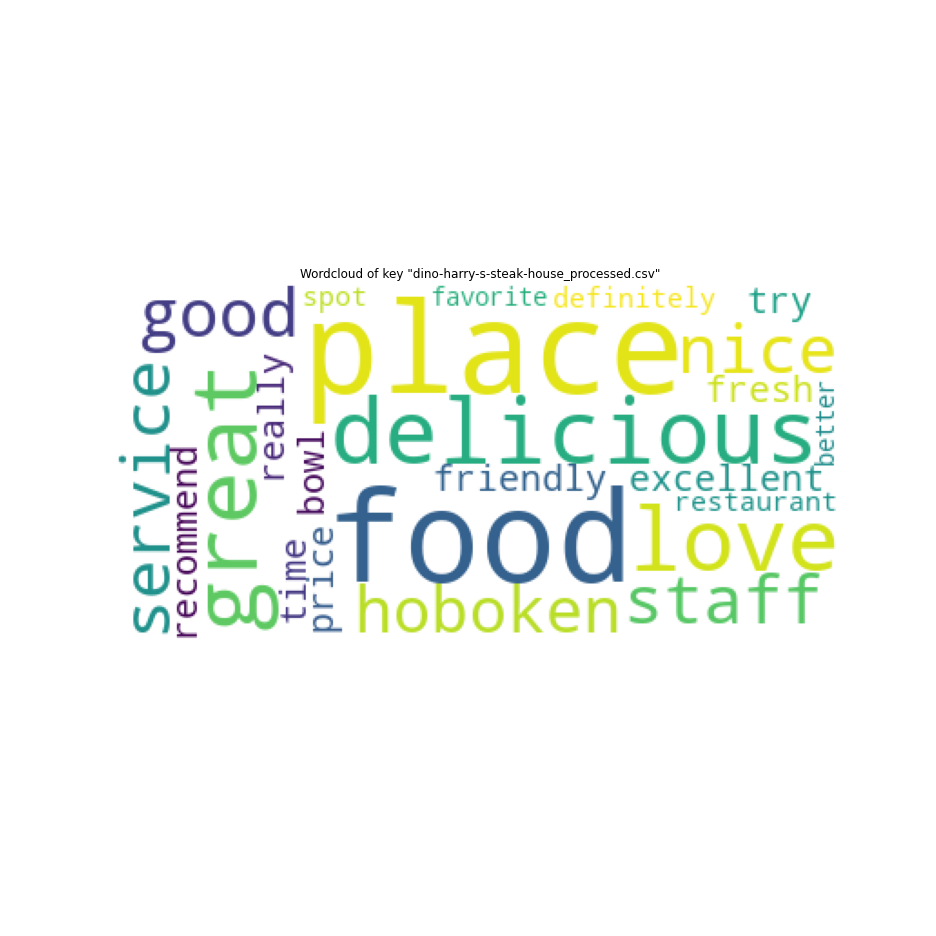 Wordcloud of key "dino-harry-s-steak-house_processed.csv"
good
spot
favorite
definitely
try
place
nice
service
great
really
fresh
better
delicious
recommend
bowl
friendly
excellent
restaurant
food
love
time
price
hoboken
staff